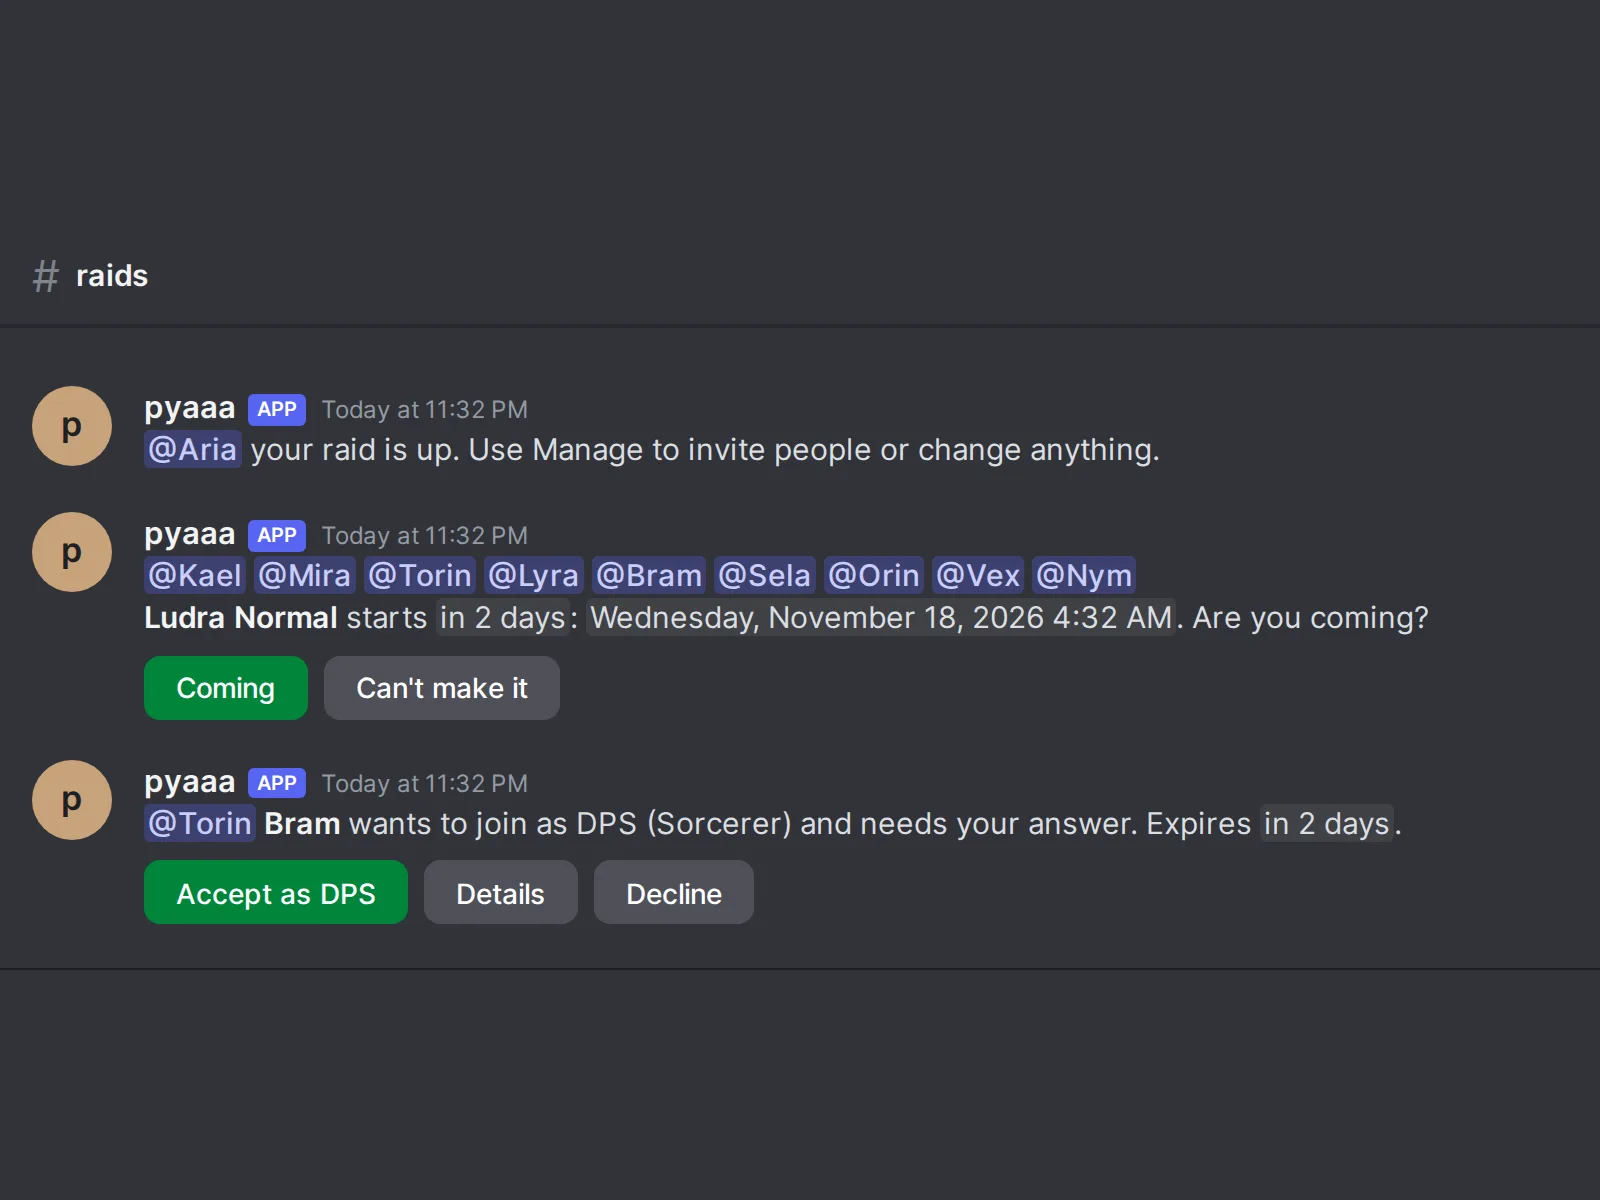 # raids
p
pyaaa APP Today at 11:32 PM
@Aria your raid is up. Use Manage to invite people or change anything.
p
pyaaa APP Today at 11:32 PM
@Kael @Mira @Torin @Lyra @Bram @Sela @Orin @Vex @Nym
Ludra Normal starts in 2 days: Wednesday, November 18, 2026 4:32 AM. Are you coming?
Coming Can't make it
p
pyaaa APP Today at 11:32 PM
@Torin Bram wants to join as DPS (Sorcerer) and needs your answer. Expires in 2 days.
Accept as DPS Details Decline